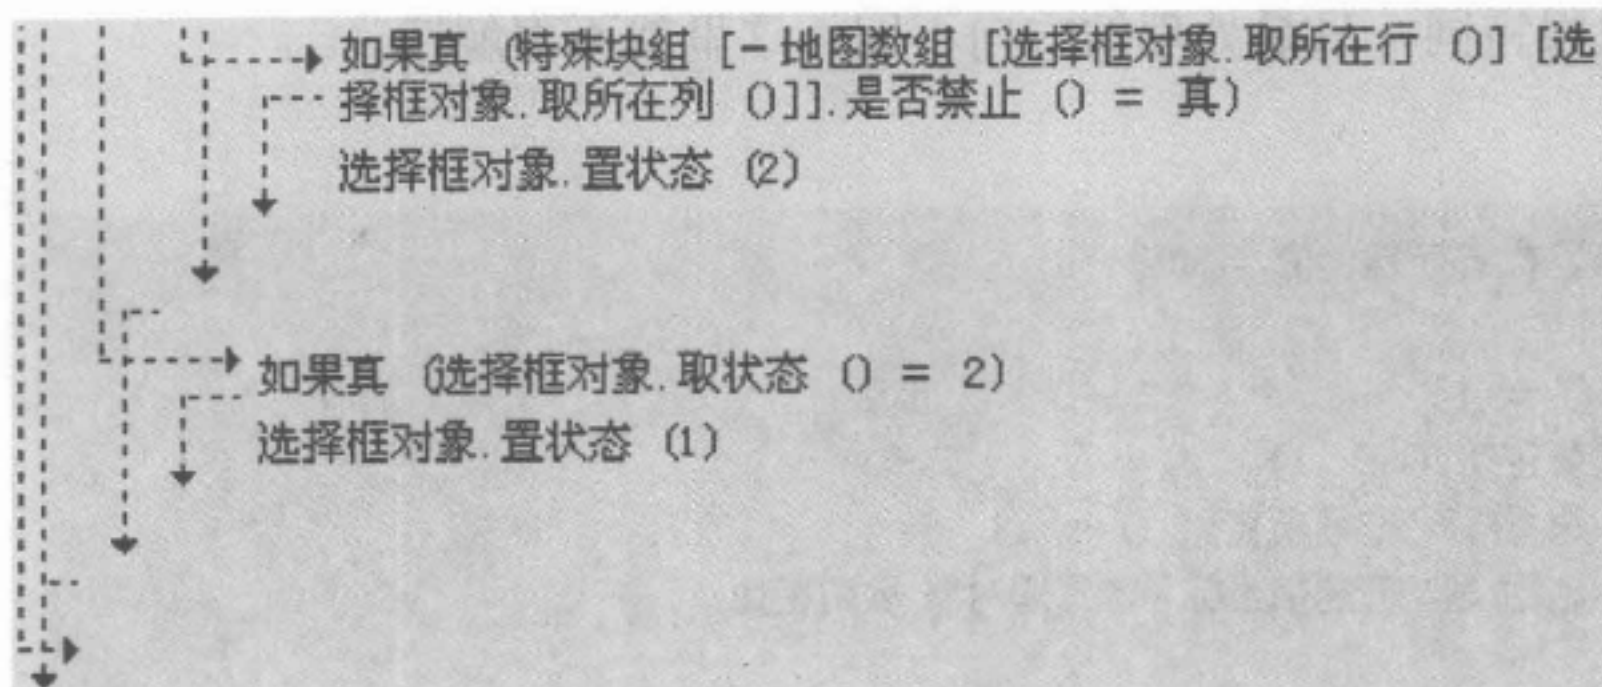 如果真 (特殊块组 [-地图数组 [选择框对象.取所在行 ()] [选
择框对象.取所在列 ()]].是否禁止 () = 真)
选择框对象.置状态 (2)
如果真 (选择框对象.取状态 () = 2)
选择框对象.置状态 (1)